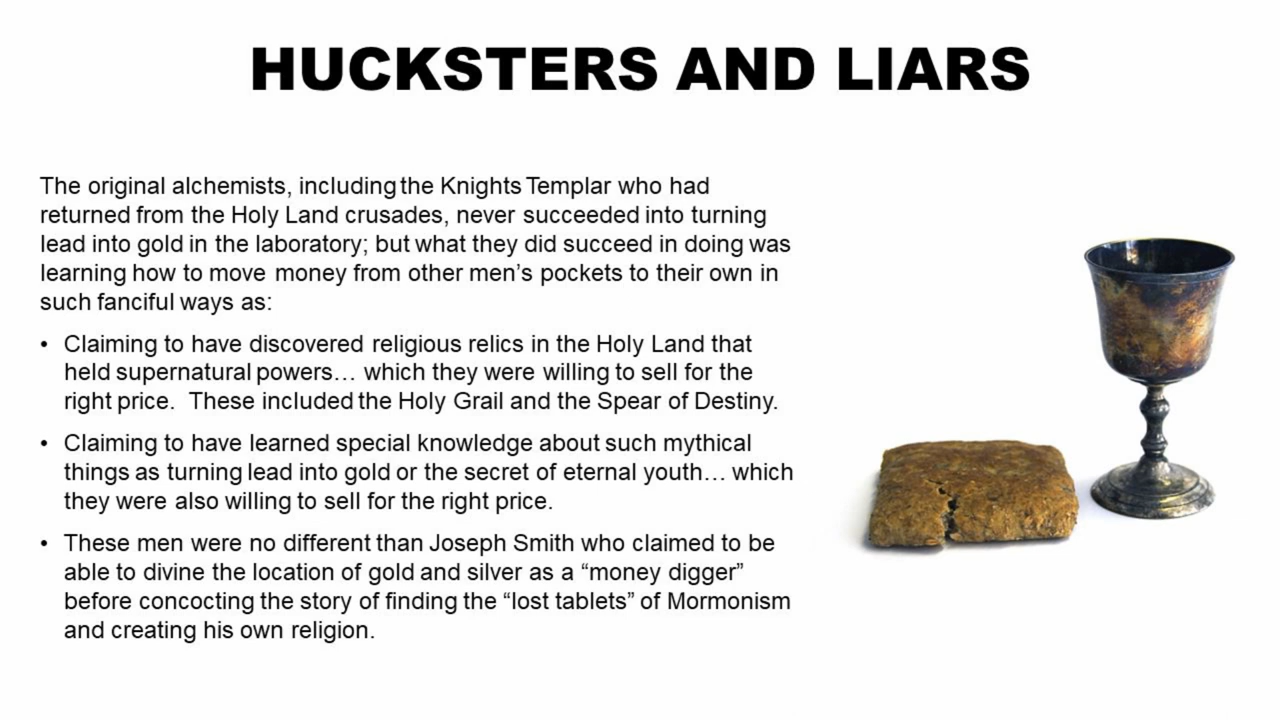 HUCKSTERS AND LIARS
The original alchemists, including the Knights Templar who had
returned from the Holy Land crusades, never succeeded into turning
lead into gold in the laboratory; but what they did succeed in doing was
learning how to move money from other men’s pockets to their own in
such fanciful ways as:
• Claiming to have discovered religious relics in the Holy Land that
held supernatural powers… which they were willing to sell for the
right price.  These included the Holy Grail and the Spear of Destiny.
• Claiming to have learned special knowledge about such mythical
things as turning lead into gold or the secret of eternal youth… which
they were also willing to sell for the right price.
• These men were no different than Joseph Smith who claimed to be
able to divine the location of gold and silver as a “money digger”
before concocting the story of finding the “lost tablets” of Mormonism
and creating his own religion.